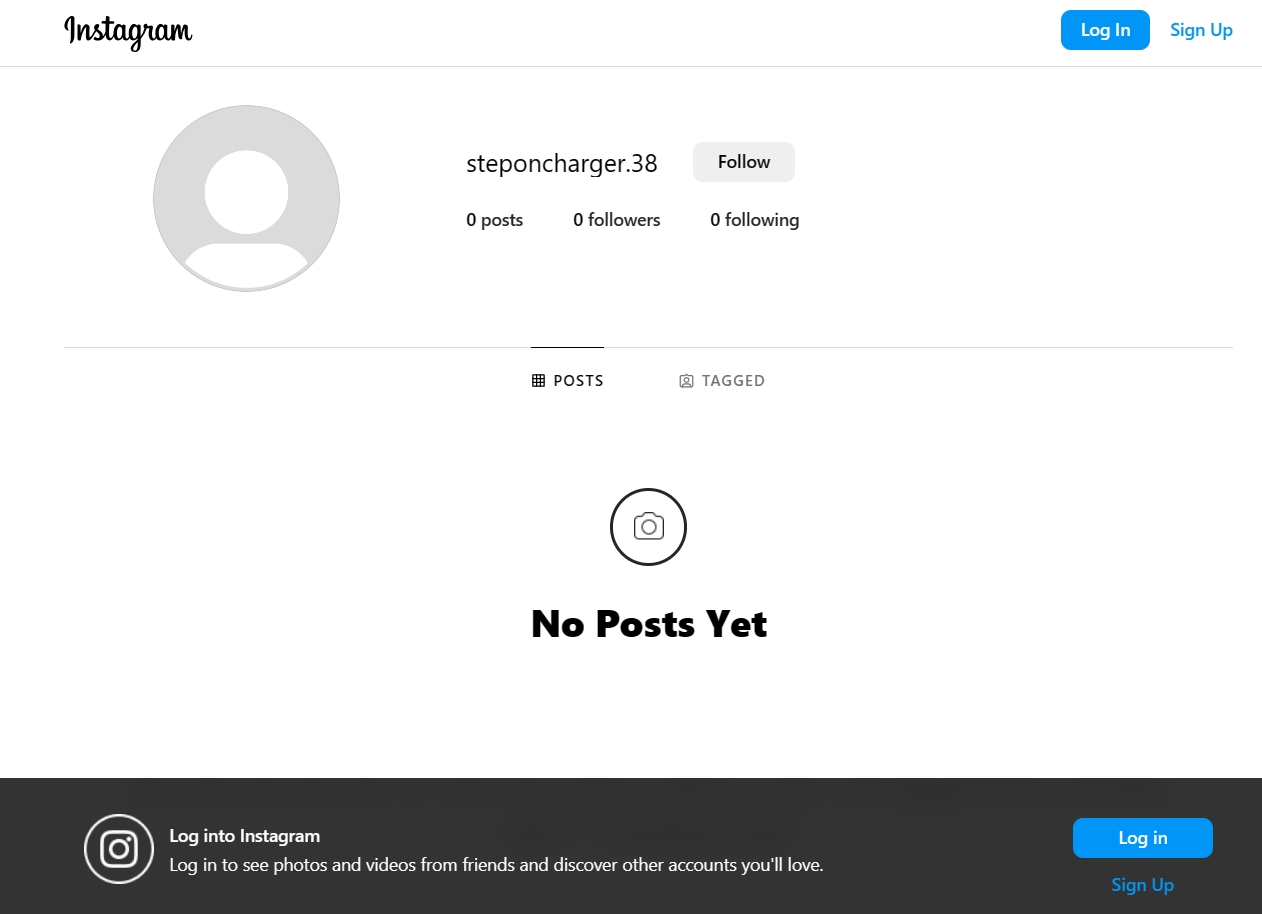 Instagram
Log In
Sign Up
steponcharger.38
Follow
0 posts
0 followers
0 following
POSTS
TAGGED
No Posts Yet
Log into Instagram
Log in to see photos and videos from friends and discover other accounts you'll love.
Log in
Sign Up